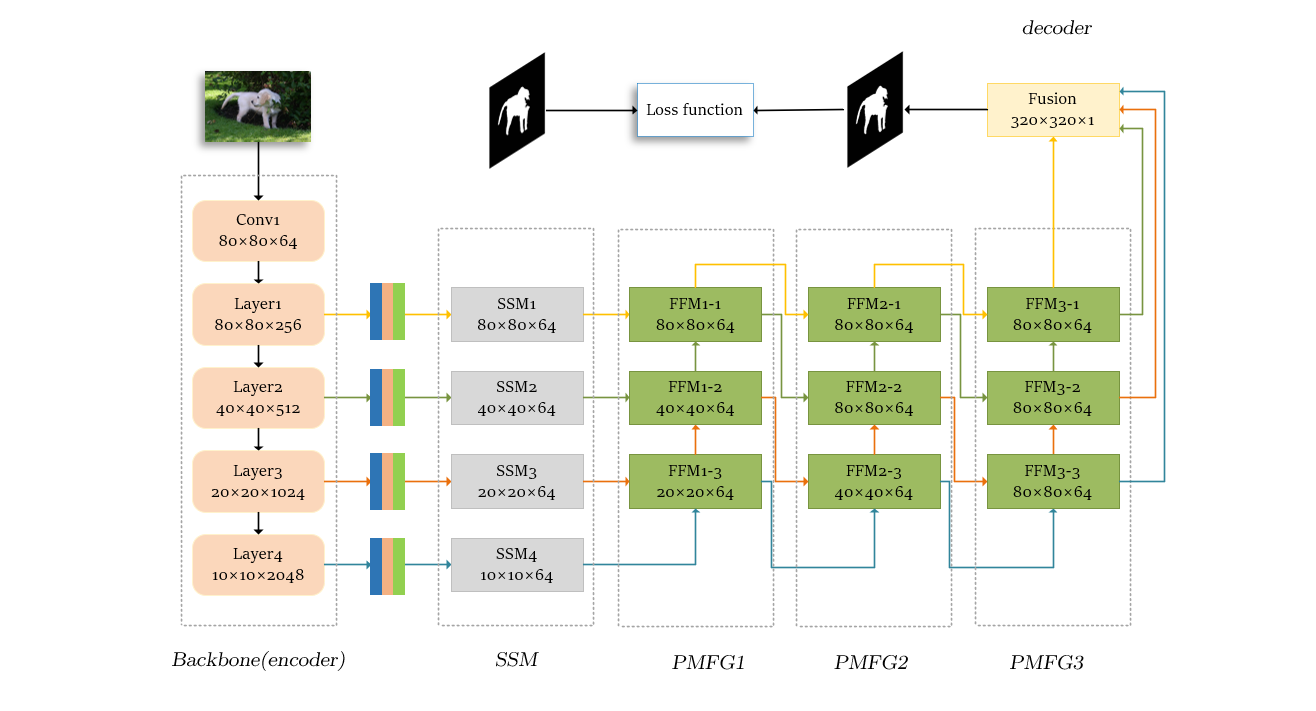 decoder
Loss function
Fusion
320×320×1
Conv1
80×80×64
Layer1
80×80×256
SSM1
80×80×64
FFM1-1
80×80×64
FFM2-1
80×80×64
FFM3-1
80×80×64
Layer2
40×40×512
SSM2
40×40×64
FFM1-2
40×40×64
FFM2-2
80×80×64
FFM3-2
80×80×64
Layer3
20×20×1024
SSM3
20×20×64
FFM1-3
20×20×64
FFM2-3
40×40×64
FFM3-3
80×80×64
Layer4
10×10×2048
SSM4
10×10×64
Backbone(encoder)
SSM
PMFG1
PMFG2
PMFG3